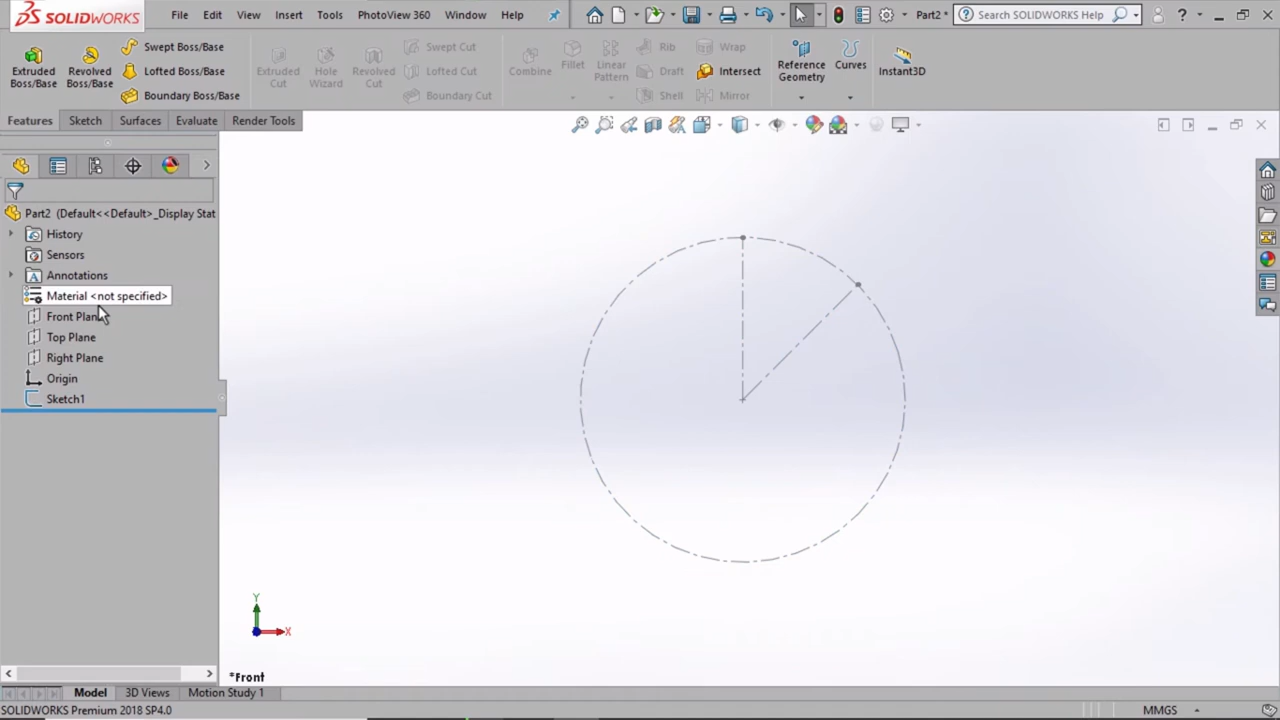 SOLIDWORKS File Edit View Insert Tools PhotoView 360 Window Help Part2 * Search SOLIDWORKS Help ?
Extruded Boss/Base
Revolved Boss/Base
Swept Boss/Base
Lofted Boss/Base
Boundary Boss/Base
Extruded Cut
Hole Wizard
Revolved Cut
Swept Cut
Lofted Cut
Boundary Cut
Combine
Fillet
Linear Pattern
Rib
Draft
Shell
Wrap
Intersect
Mirror
Reference Geometry
Curves
Instant3D
Features Sketch Surfaces Evaluate Render Tools
Part2 (Default<<Default>_Display Stat
History
Sensors
Annotations
Material <not specified>
Front Plan
Top Plane
Right Plane
Origin
Sketch1
Y
X
*Front
Model 3D Views Motion Study 1
SOLIDWORKS Premium 2018 SP4.0 MMGS